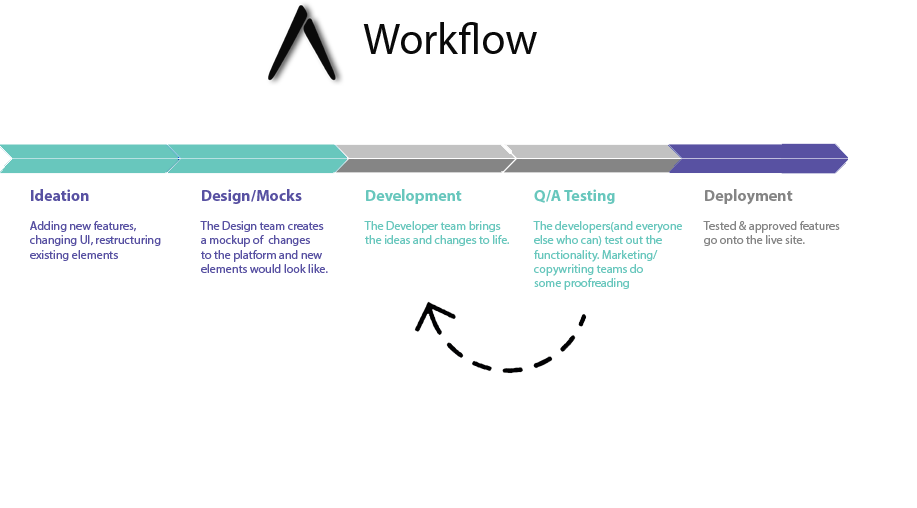 Workflow
Ideation
Adding new features,
changing UI, restructuring
existing elements
Design/Mocks
The Design team creates
a mockup of changes
to the platform and new
elements would look like.
Development
The Developer team brings
the ideas and changes to life.
Q/A Testing
The developers(and everyone
else who can) test out the
functionality. Marketing/
copywriting teams do
some proofreading
Deployment
Tested & approved features
go onto the live site.